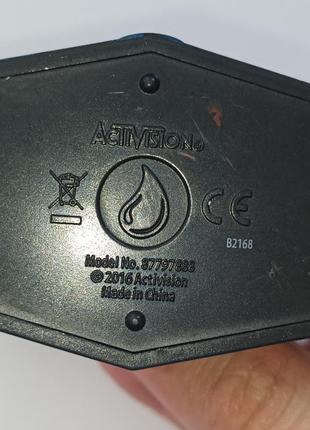 ACTIVISION®
CE
B2168
Model No. 87797888
© 2016 Activision
Made in China